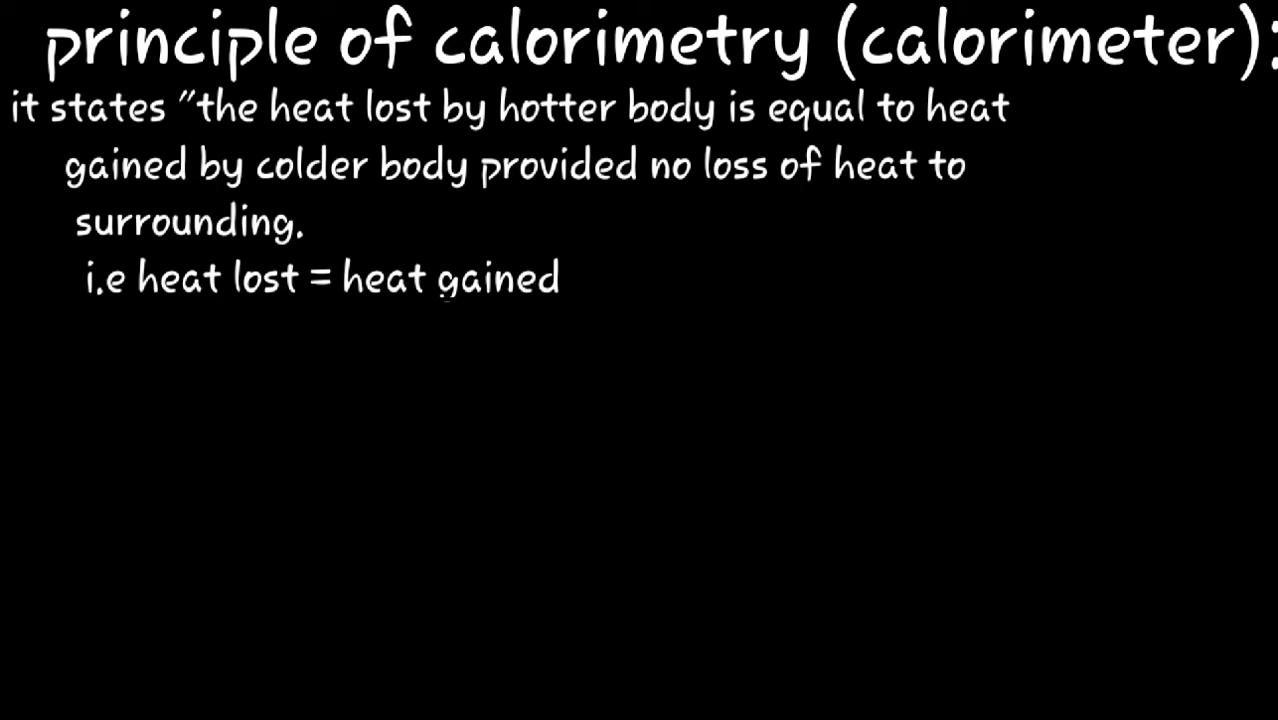 principle of calorimetry (calorimeter):
it states "the heat lost by hotter body is equal to heat
gained by colder body provided no loss of heat to
surrounding.
i.e heat lost = heat gained